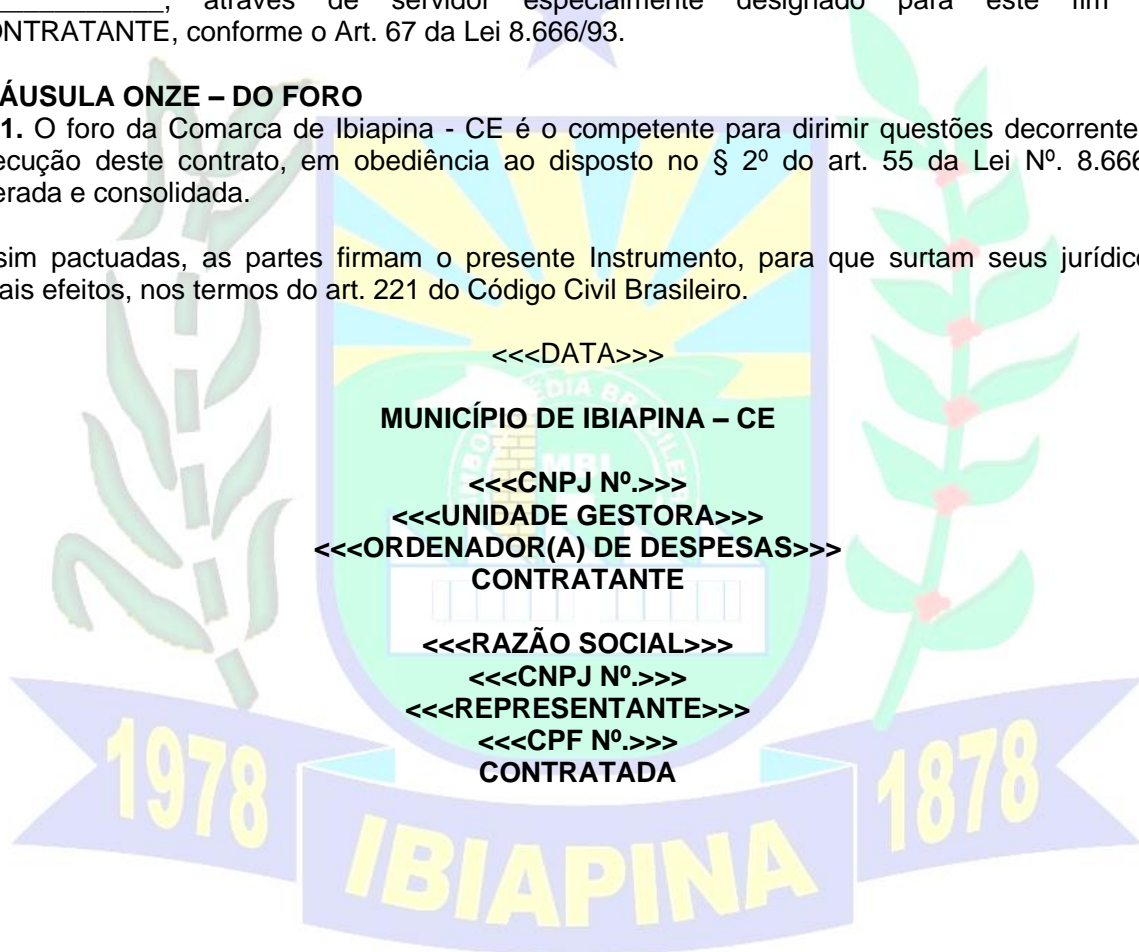 ____________, através de servidor especialmente designado para este fim
ONTRATANTE, conforme o Art. 67 da Lei 8.666/93.
ÁUSULA ONZE – DO FORO
1. O foro da Comarca de Ibiapina - CE é o competente para dirimir questões decorrente
ecução deste contrato, em obediência ao disposto no § 2º do art. 55 da Lei Nº. 8.666
erada e consolidada.
sim pactuadas, as partes firmam o presente Instrumento, para que surtam seus jurídico
ais efeitos, nos termos do art. 221 do Código Civil Brasileiro.
<<<DATA>>>
MUNICÍPIO DE IBIAPINA – CE
<<<CNPJ Nº.>>>
<<<UNIDADE GESTORA>>>
<<<ORDENADOR(A) DE DESPESAS>>>
CONTRATANTE
<<<RAZÃO SOCIAL>>>
<<<CNPJ Nº.>>>
<<<REPRESENTANTE>>>
<<<CPF Nº.>>>
CONTRATADA
1978
IBIAPINA
1878